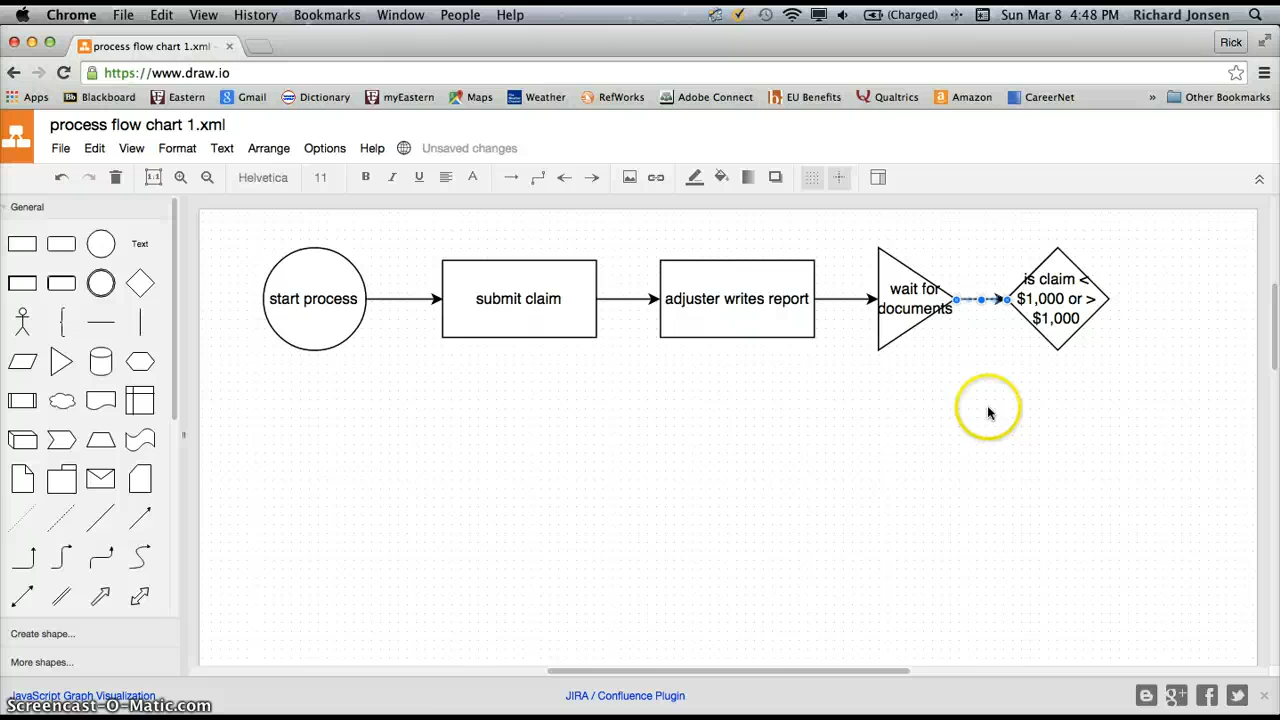 Chrome File Edit View History Bookmarks Window People Help (Charged) Sun Mar 8 4:48 PM Richard Jonsen
process flow chart 1.xml Rick
https://www.draw.io
Apps Blackboard Eastern Gmail Dictionary myEastern Maps Weather RefWorks Adobe Connect EU Benefits Qualtrics Amazon CareerNet » Other Bookmarks
process flow chart 1.xml
File Edit View Format Text Arrange Options Help Unsaved changes
Helvetica 11 B I U A
General
Text
start process
submit claim
adjuster writes report
wait for
documents
is claim <
$1,000 or >
$1,000
Create shape...
More shapes...
JavaScript Graph Visualization JIRA / Confluence Plugin
Screencast-O-Matic.com